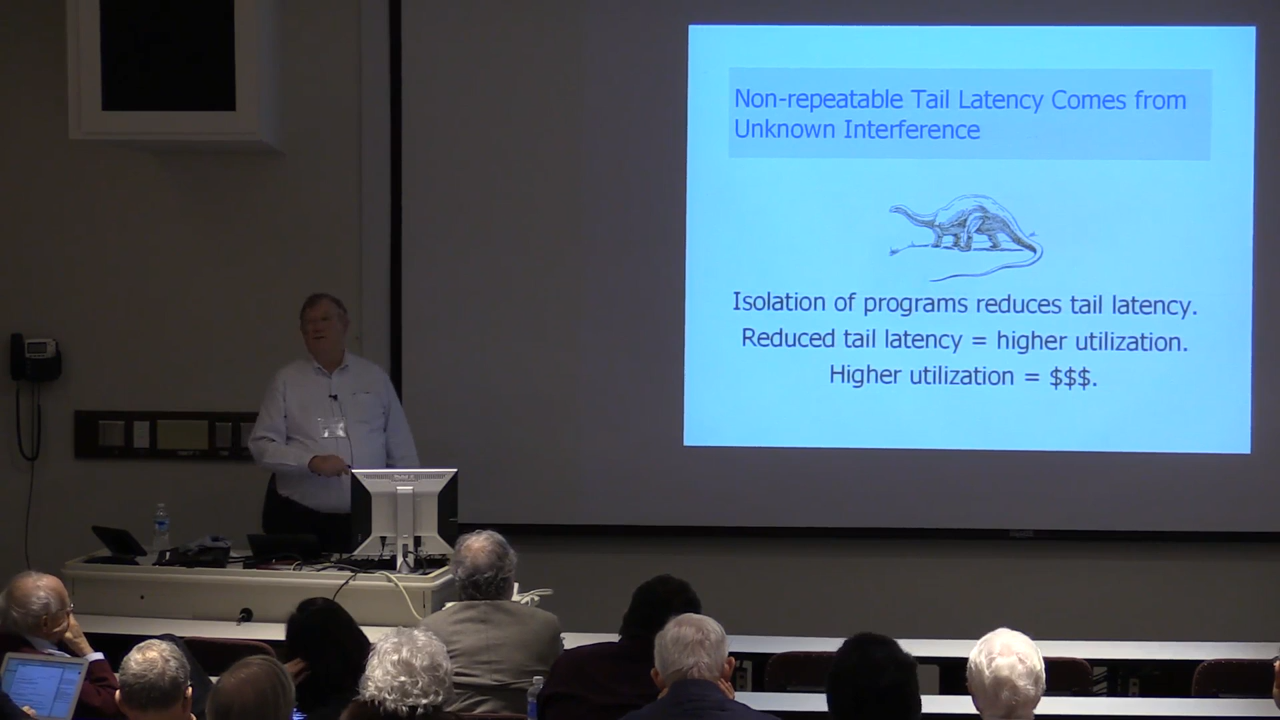 Non-repeatable Tail Latency Comes from
Unknown Interference
Isolation of programs reduces tail latency.
Reduced tail latency = higher utilization.
Higher utilization = $$$.